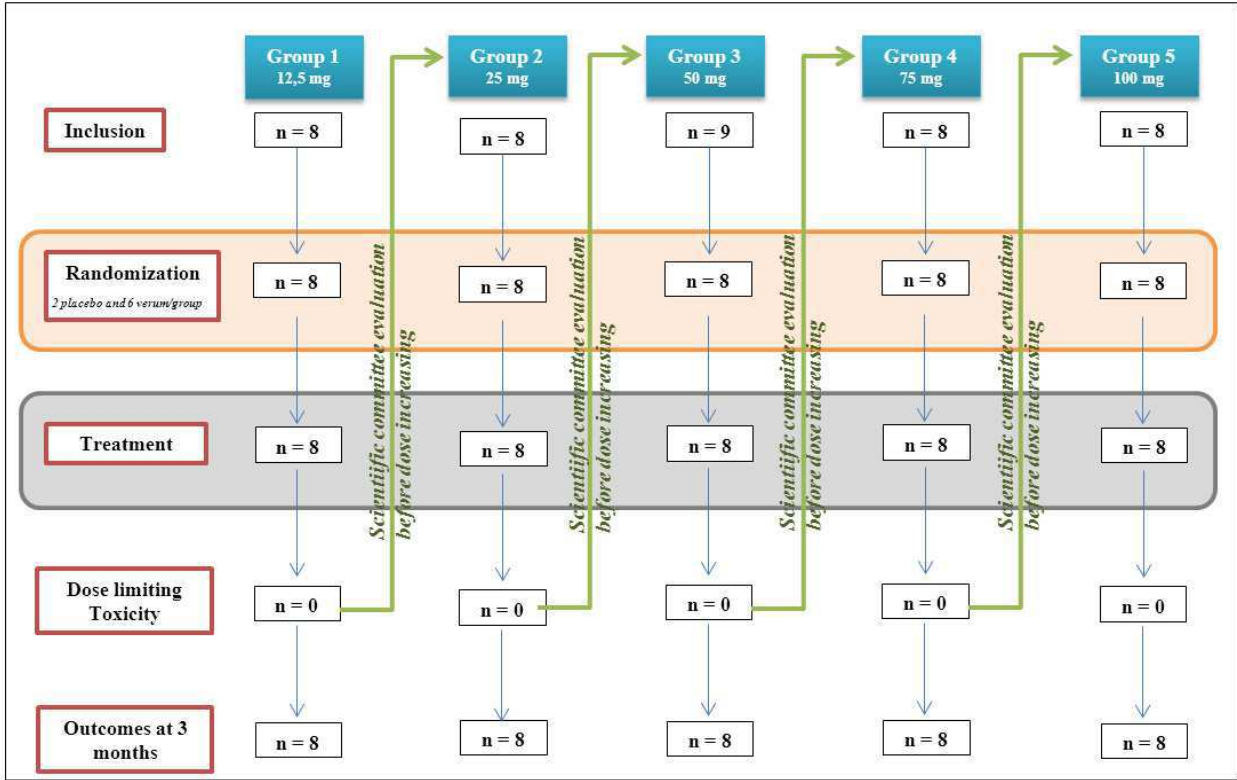 Group 1
12,5 mg
Group 2
25 mg
Group 3
50 mg
Group 4
75 mg
Group 5
100 mg
Inclusion
n = 8
n = 8
n = 9
n = 8
n = 8
Randomization
2 placebo and 6 verum/group
n = 8
n = 8
n = 8
n = 8
n = 8
Scientiific committee evaluation
before dose increasing
Scientiific committee evaluation
before dose increasing
Scientiific committee evaluation
before dose increasing
Scientiific committee evaluation
before dose increasing
Treatment
n = 8
n = 8
n = 8
n = 8
n = 8
Dose limiting
Toxicity
n = 0
n = 0
n = 0
n = 0
n = 0
Outcomes at 3
months
n = 8
n = 8
n = 8
n = 8
n = 8